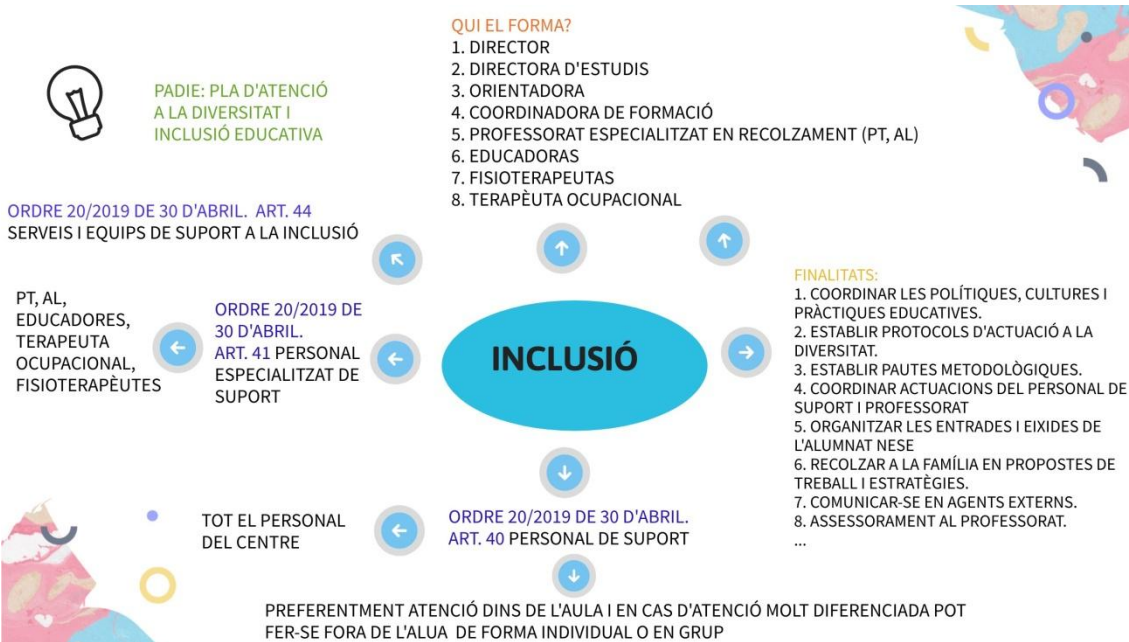 QUI EL FORMA?
1. DIRECTOR
2. DIRECTORA D'ESTUDIS
3. ORIENTADORA
4. COORDINADORA DE FORMACIÓ
5. PROFESSORAT ESPECIALITZAT EN RECOLZAMENT (PT, AL)
6. EDUCADORAS
7. FISIOTERAPEUTAS
8. TERAPÈUTA OCUPACIONAL
PADIE: PLA D'ATENCIÓ
A LA DIVERSITAT I
INCLUSIÓ EDUCATIVA
ORDRE 20/2019 DE 30 D'ABRIL. ART. 44
SERVEIS I EQUIPS DE SUPORT A LA INCLUSIÓ
PT, AL,
EDUCADORES,
TERAPEUTA
OCUPACIONAL,
FISIOTERAPÈUTES
ORDRE 20/2019 DE
30 D'ABRIL.
ART. 41 PERSONAL
ESPECIALITZAT DE
SUPORT
INCLUSIÓ
FINALITATS:
1. COORDINAR LES POLÍTIQUES, CULTURES I
PRÀCTIQUES EDUCATIVES.
2. ESTABLIR PROTOCOLS D'ACTUACIÓ A LA
DIVERSITAT.
3. ESTABLIR PAUTES METODOLÒGIQUES.
4. COORDINAR ACTUACIONS DEL PERSONAL DE
SUPORT I PROFESSORAT
5. ORGANITZAR LES ENTRADES I EIXIDES DE
L'ALUMNAT NESE
6. RECOLZAR A LA FAMÍLIA EN PROPOSTES DE
TREBALL I ESTRATÈGIES.
7. COMUNICAR-SE EN AGENTS EXTERNS.
8. ASSESSORAMENT AL PROFESSORAT.
...
TOT EL PERSONAL
DEL CENTRE
ORDRE 20/2019 DE 30 D'ABRIL.
ART. 40 PERSONAL DE SUPORT
PREFERENTMENT ATENCIÓ DINS DE L'AULA I EN CAS D'ATENCIÓ MOLT DIFERENCIADA POT
FER-SE FORA DE L'ALUA DE FORMA INDIVIDUAL O EN GRUP